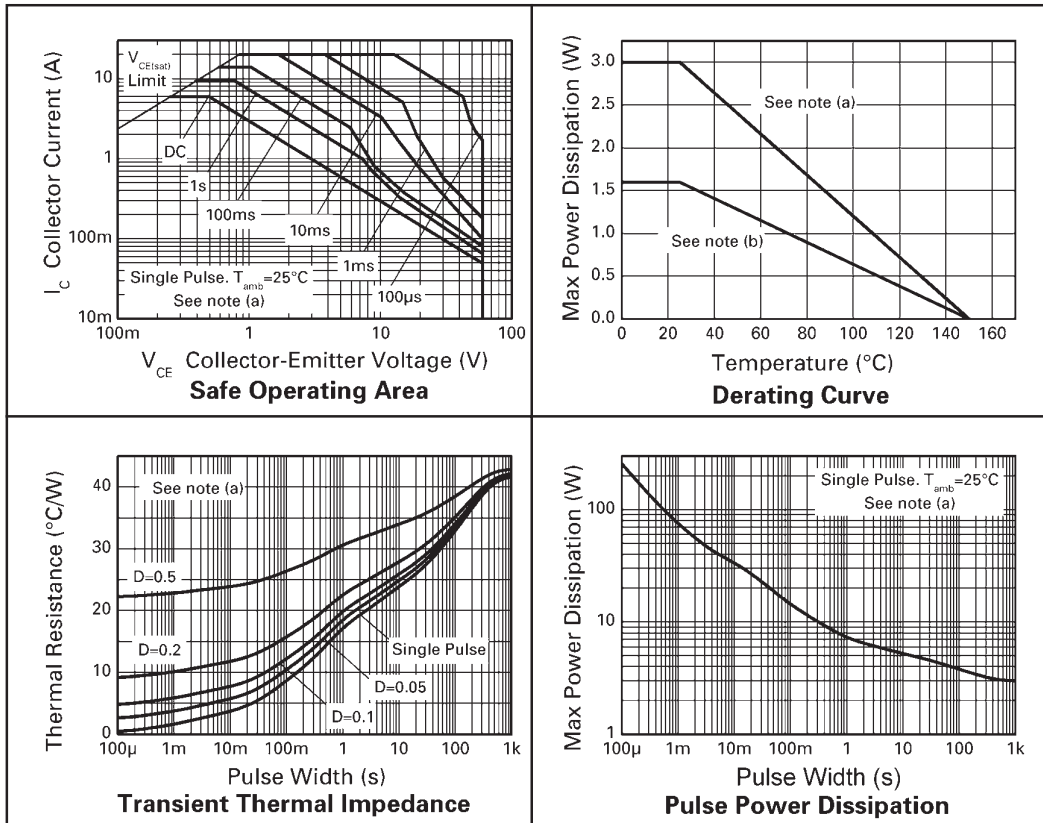 I_C Collector Current (A)
10
1
100m
10m
V_CE(sat)
Limit
DC
1s
100ms
10ms
1ms
100µs
Single Pulse. T_amb=25°C
See note (a)
100m 1 10 100
V_CE Collector-Emitter Voltage (V)
Safe Operating Area
Max Power Dissipation (W)
3.0
2.5
2.0
1.5
1.0
0.5
0.0
See note (a)
See note (b)
0 20 40 60 80 100 120 140 160
Temperature (°C)
Derating Curve
Thermal Resistance (°C/W)
40
30
20
10
0
See note (a)
D=0.5
D=0.2
Single Pulse
D=0.05
D=0.1
100µ 1m 10m 100m 1 10 100 1k
Pulse Width (s)
Transient Thermal Impedance
Max Power Dissipation (W)
100
10
1
Single Pulse. T_amb=25°C
See note (a)
100µ 1m 10m 100m 1 10 100 1k
Pulse Width (s)
Pulse Power Dissipation